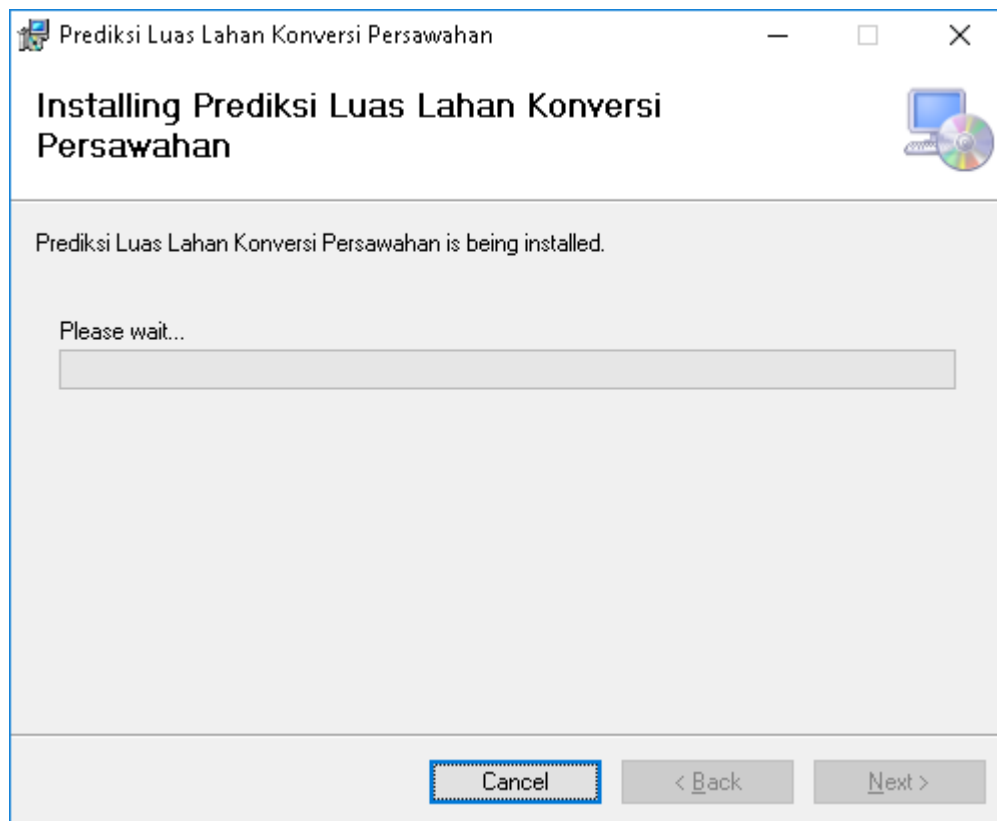 Prediksi Luas Lahan Konversi Persawahan
Installing Prediksi Luas Lahan Konversi
Persawahan
Prediksi Luas Lahan Konversi Persawahan is being installed.
Please wait...
Cancel
< Back
Next >